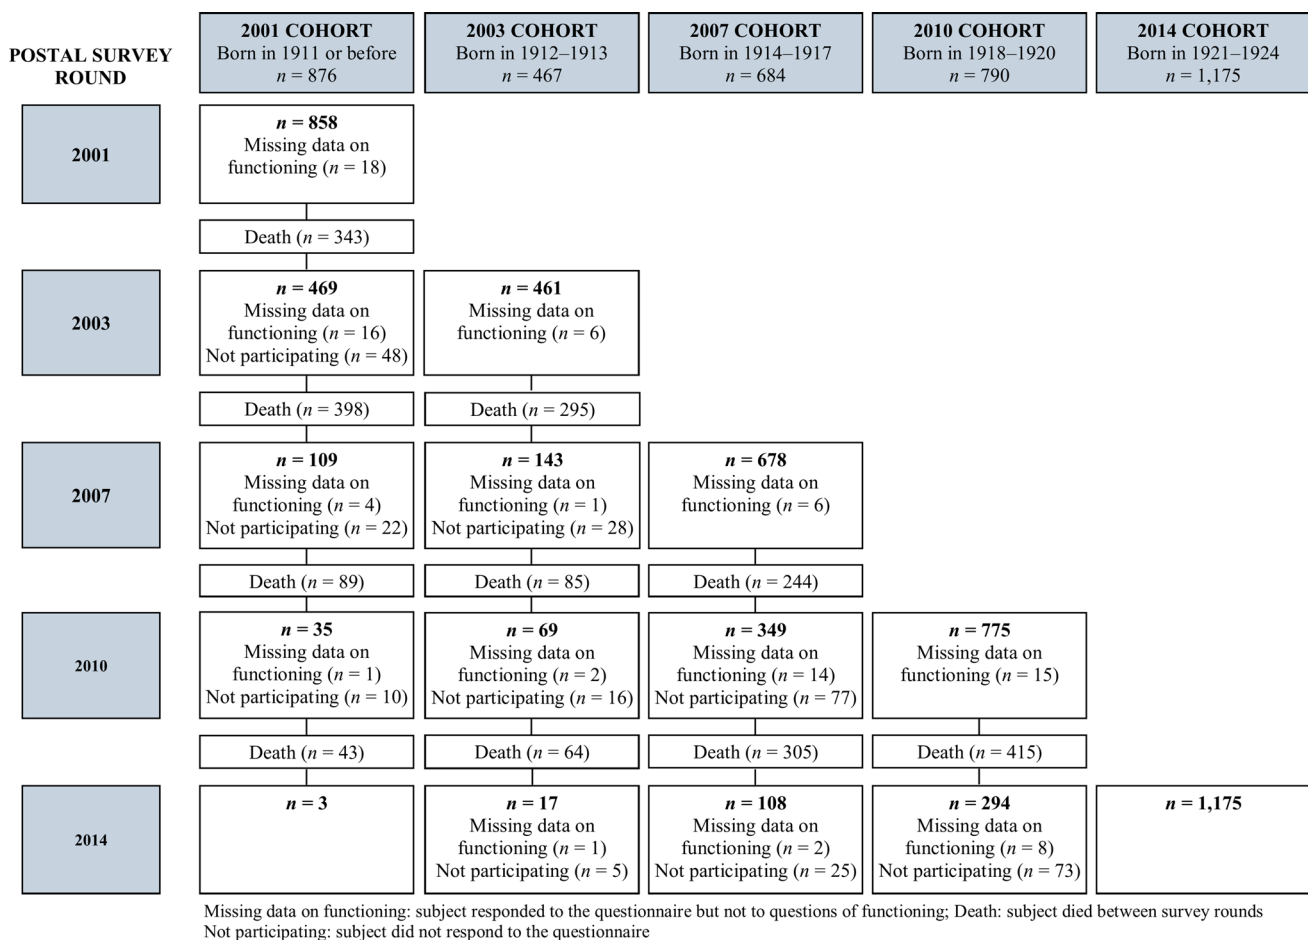 POSTAL SURVEY
ROUND
2001 COHORT
Born in 1911 or before
n = 876
2003 COHORT
Born in 1912–1913
n = 467
2007 COHORT
Born in 1914–1917
n = 684
2010 COHORT
Born in 1918–1920
n = 790
2014 COHORT
Born in 1921–1924
n = 1,175
2001
n = 858
Missing data on
functioning (n = 18)
Death (n = 343)
2003
n = 469
Missing data on
functioning (n = 16)
Not participating (n = 48)
n = 461
Missing data on
functioning (n = 6)
Death (n = 398)
Death (n = 295)
2007
n = 109
Missing data on
functioning (n = 4)
Not participating (n = 22)
n = 143
Missing data on
functioning (n = 1)
Not participating (n = 28)
n = 678
Missing data on
functioning (n = 6)
Death (n = 89)
Death (n = 85)
Death (n = 244)
2010
n = 35
Missing data on
functioning (n = 1)
Not participating (n = 10)
n = 69
Missing data on
functioning (n = 2)
Not participating (n = 16)
n = 349
Missing data on
functioning (n = 14)
Not participating (n = 77)
n = 775
Missing data on
functioning (n = 15)
Death (n = 43)
Death (n = 64)
Death (n = 305)
Death (n = 415)
2014
n = 3
n = 17
Missing data on
functioning (n = 1)
Not participating (n = 5)
n = 108
Missing data on
functioning (n = 2)
Not participating (n = 25)
n = 294
Missing data on
functioning (n = 8)
Not participating (n = 73)
n = 1,175
Missing data on functioning: subject responded to the questionnaire but not to questions of functioning; Death: subject died between survey rounds
Not participating: subject did not respond to the questionnaire